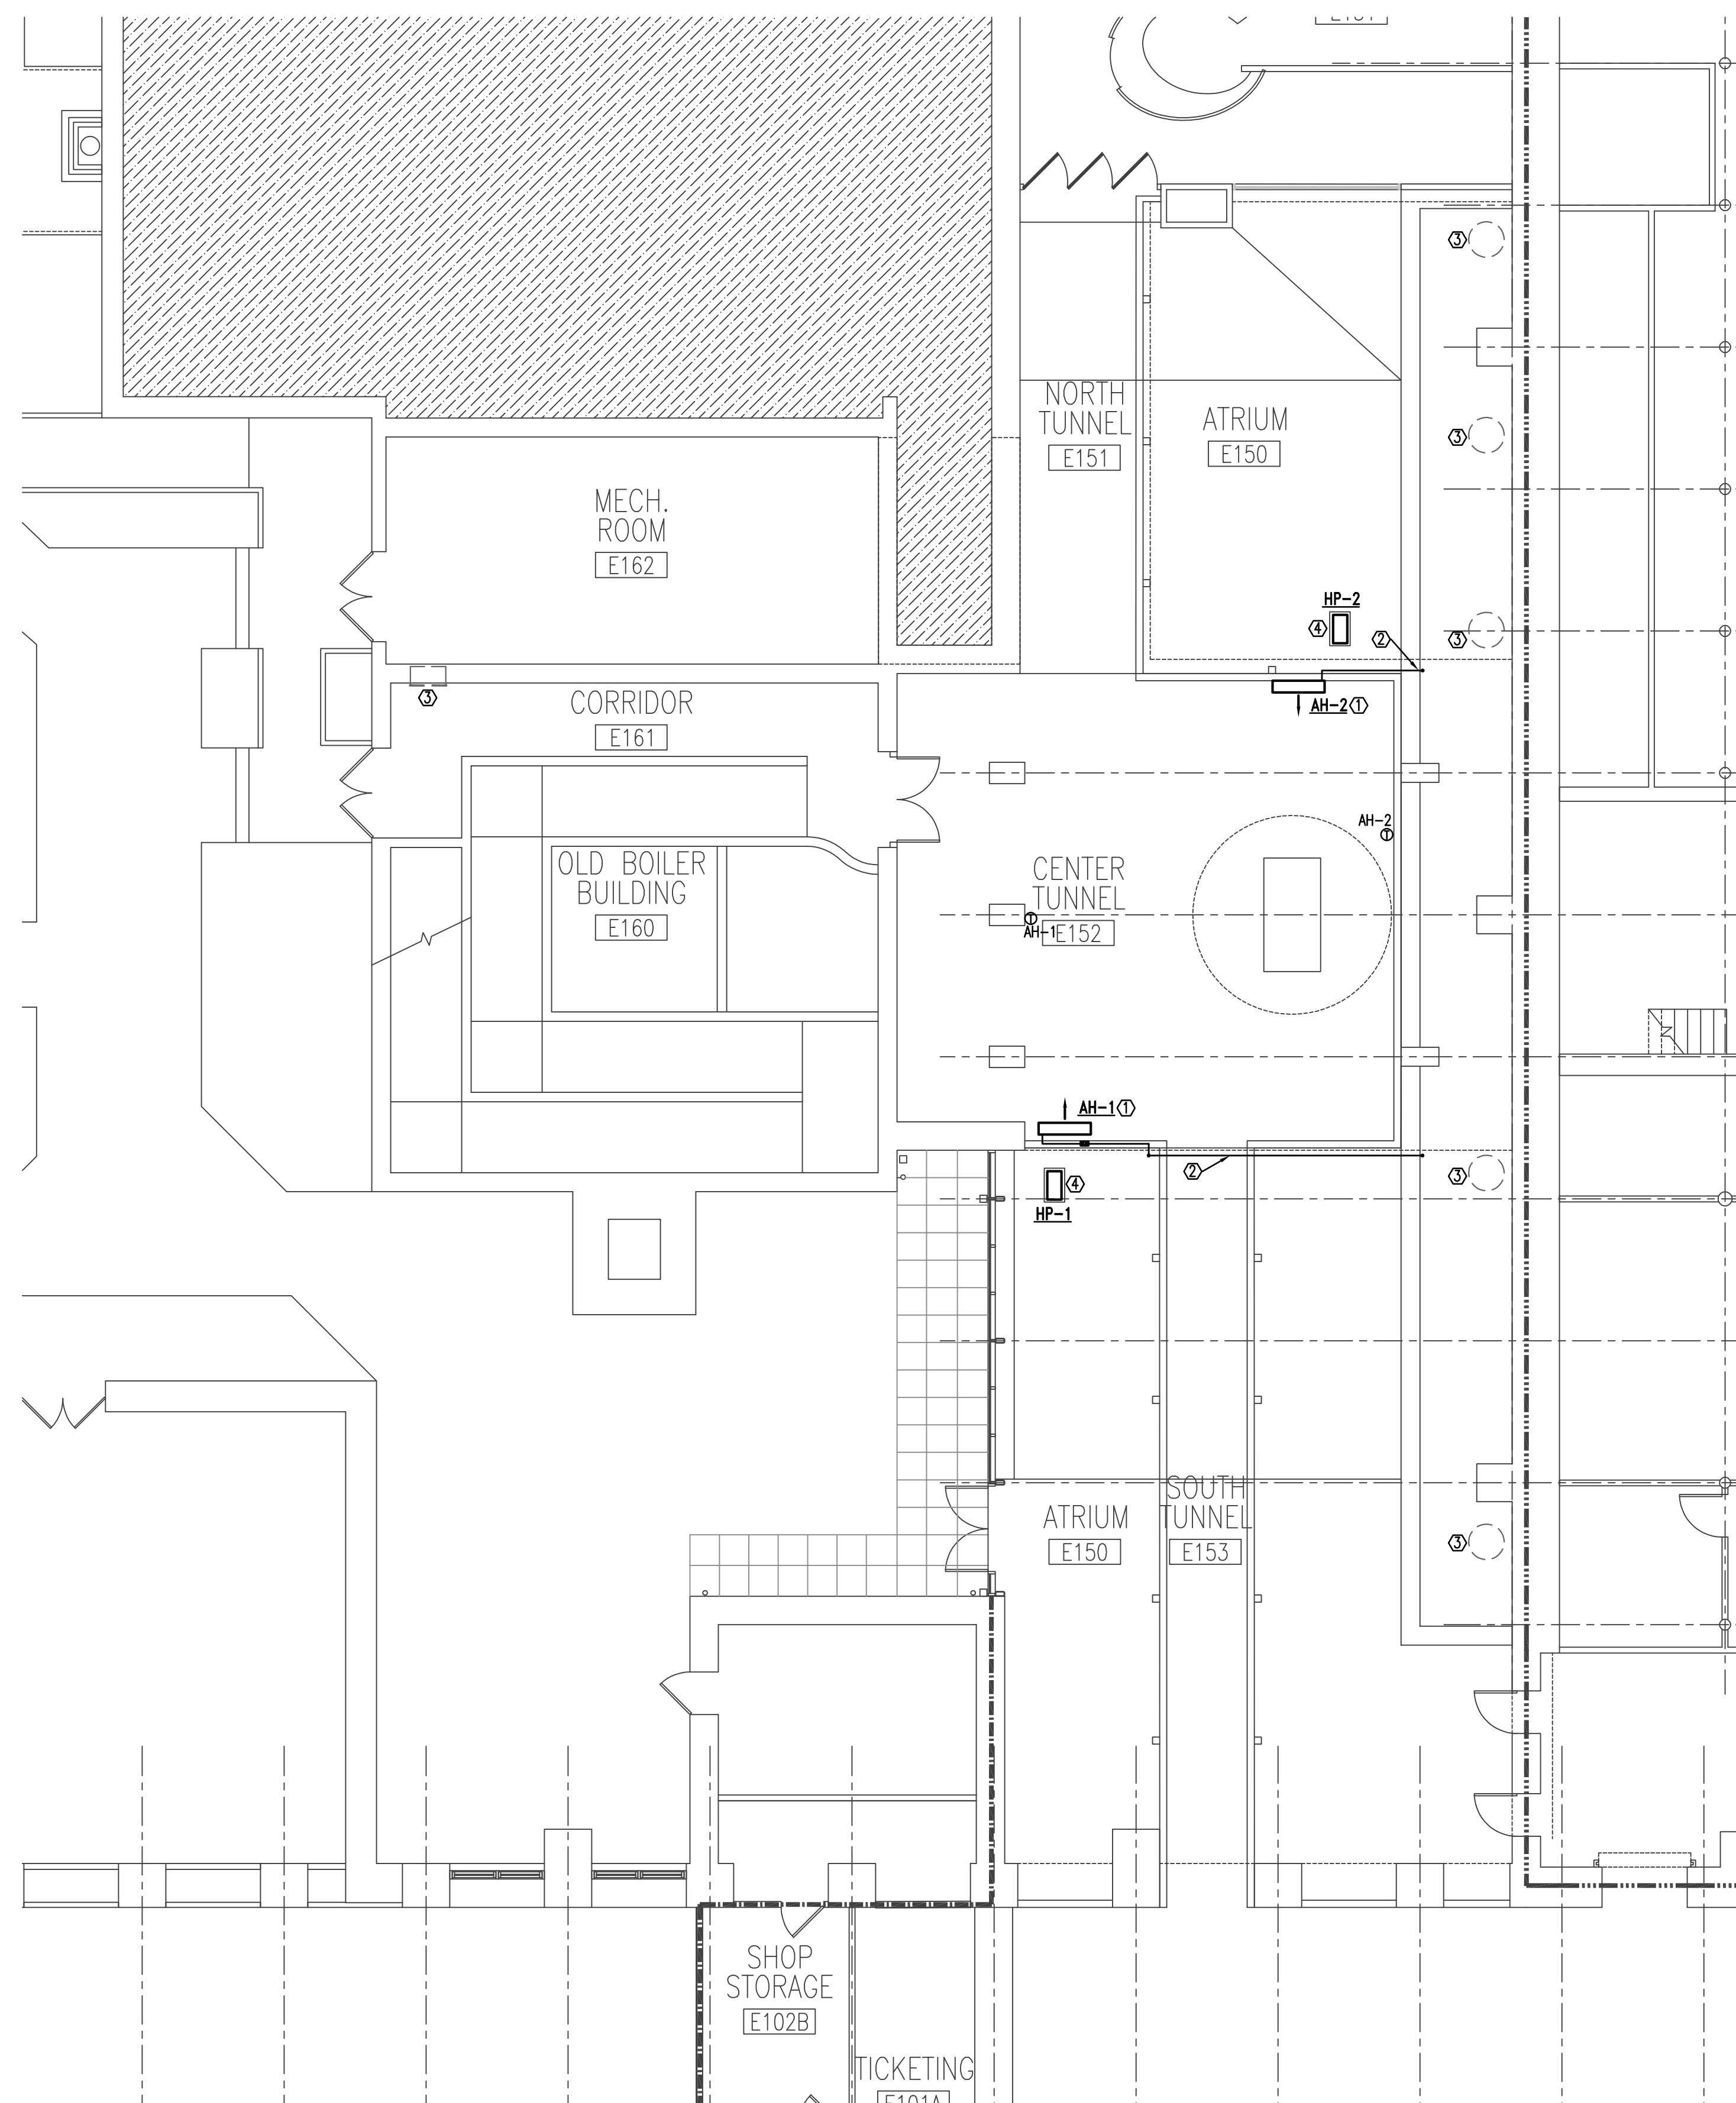 3
NORTH
TUNNEL
E151
ATRIUM
E150
3
MECH.
ROOM
E162
HP-2
4
2
3
3
CORRIDOR
E161
AH-2
1
AH-2
T
OLD BOILER
BUILDING
E160
CENTER
TUNNEL
E152
T
AH-1
AH-1
1
2
3
4
HP-1
SOUTH
TUNNEL
E153
ATRIUM
E150
3
SHOP
STORAGE
E102B
TICKETING
E101A